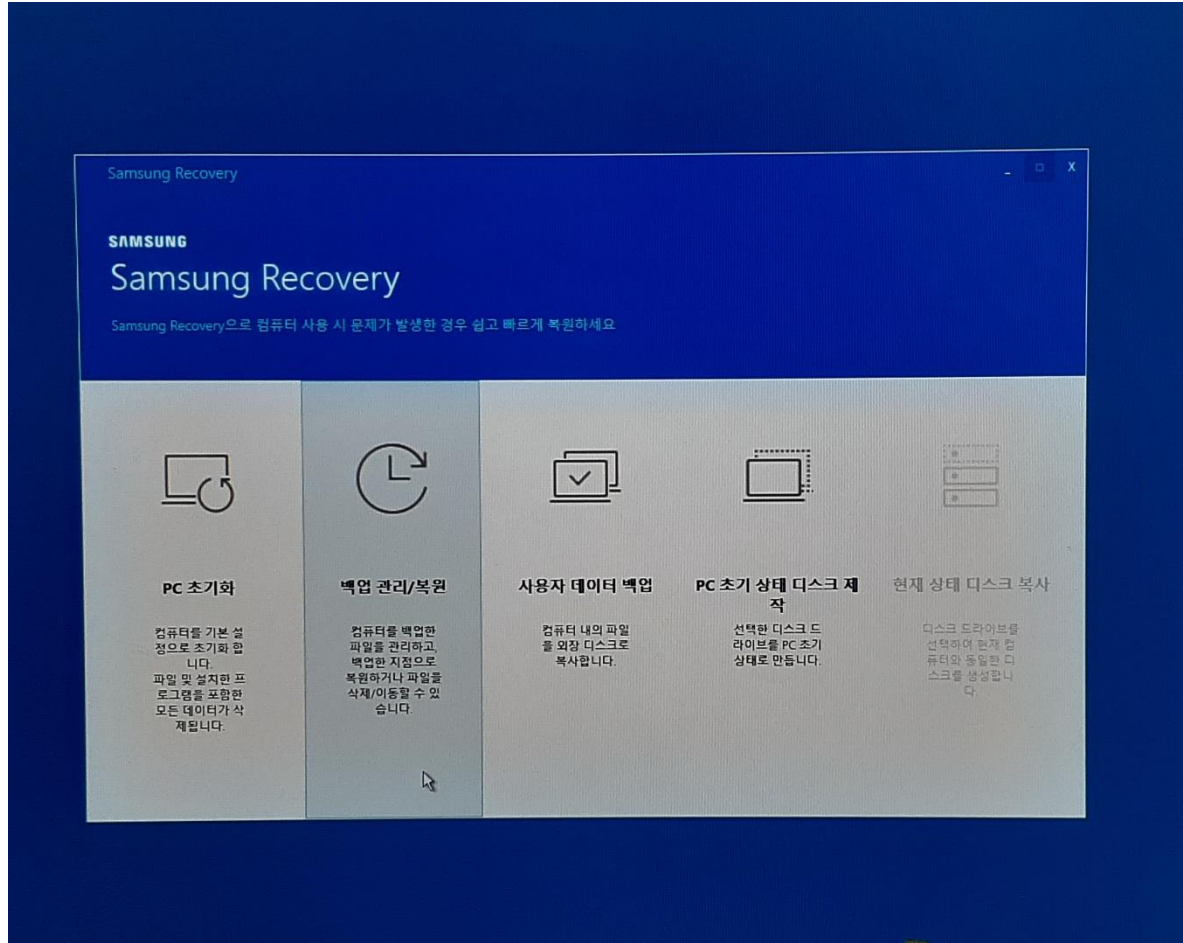 Samsung Recovery
SAMSUNG
Samsung Recovery
Samsung Recovery으로 컴퓨터 사용 시 문제가 발생한 경우 쉽고 빠르게 복원하세요
PC 초기화
컴퓨터를 기본 설
정으로 초기화 합
니다.
파일 및 설치한 프
로그램을 포함한
모든 데이터가 삭
제됩니다.
백업 관리/복원
컴퓨터를 백업한
파일을 관리하고,
백업한 지점으로
복원하거나 파일을
삭제/이동할 수 있
습니다.
사용자 데이터 백업
컴퓨터 내의 파일
을 외장 디스크로
복사합니다.
PC 초기 상태 디스크 제
작
선택한 디스크 드
라이브를 PC 초기
상태로 만듭니다.
현재 상태 디스크 복사
디스크 드라이브를
선택하여 현재 컴
퓨터와 동일한 디
스크를 생성합니
다.